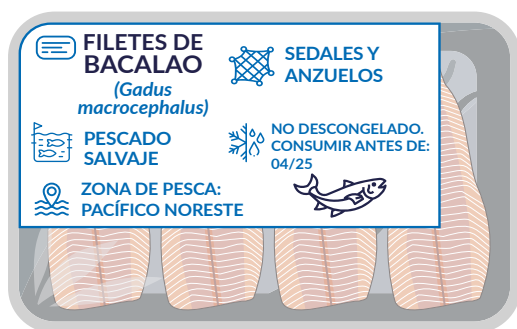 FILETES DE
BACALAO
(Gadus
macrocephalus)
PESCADO
SALVAJE
ZONA DE PESCA:
PACÍFICO NORESTE
SEDALES Y
ANZUELOS
NO DESCONGELADO.
CONSUMIR ANTES DE:
04/25